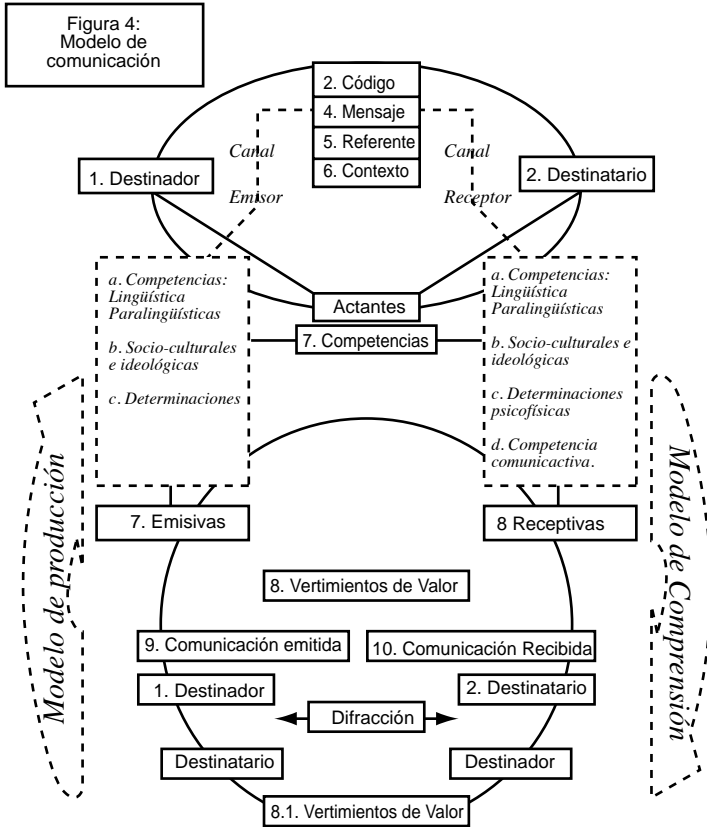 Figura 4:
Modelo de
comunicación
2. Código
4. Mensaje
5. Referente
6. Contexto
Canal
Canal
1. Destinador
2. Destinatario
Emisor
Receptor
a. Competencias:
Lingüística
Paralingüísticas
b. Socio-culturales
e ideológicas
c. Determinaciones
Actantes
7. Competencias
a. Competencias:
Lingüística
Paralingüísticas
b. Socio-culturales e
ideológicas
c. Determinaciones
psicofísicas
d. Competencia
comunicactiva.
Modelo de producción
Modelo de Comprensión
7. Emisivas
8 Receptivas
8. Vertimientos de Valor
9. Comunicación emitida
10. Comunicación Recibida
1. Destinador
2. Destinatario
Difracción
Destinatario
Destinador
8.1. Vertimientos de Valor